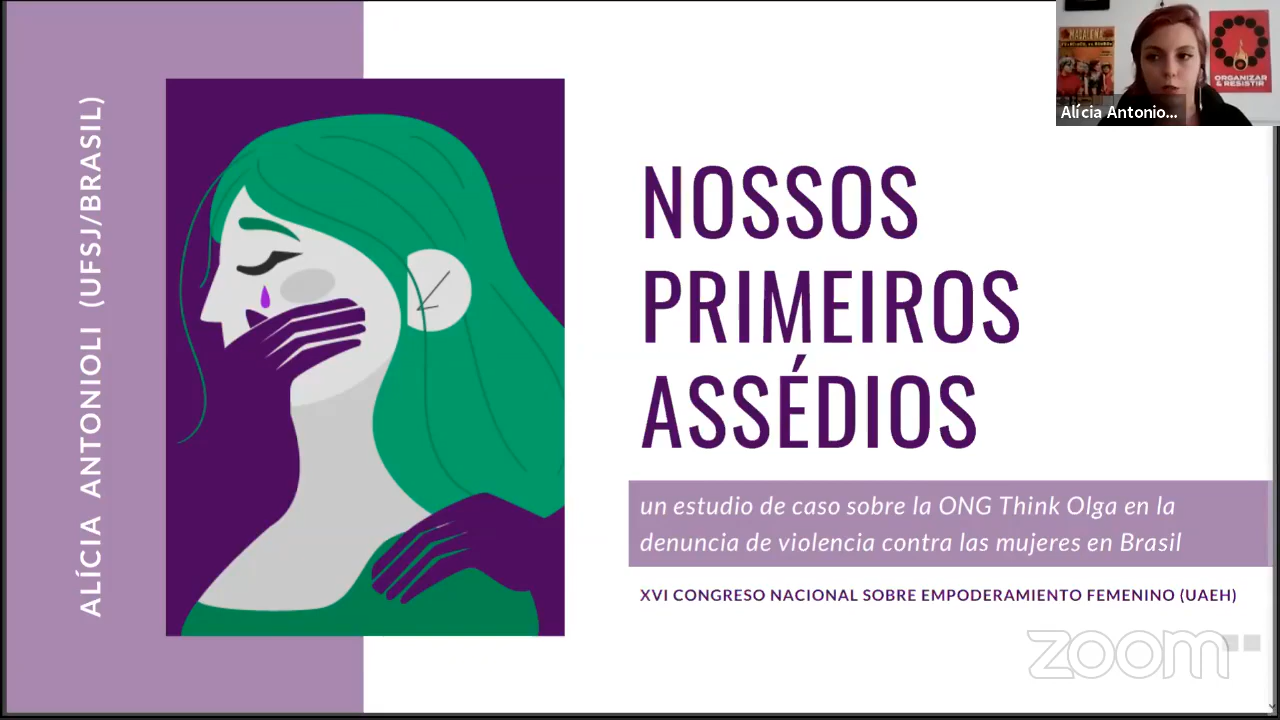 ALÍCIA ANTONIOLI (UFSJ/BRASIL)
NOSSOS
PRIMEIROS
ASSÉDIOS
un estudio de caso sobre la ONG Think Olga en la
denuncia de violencia contra las mujeres en Brasil
XVI CONGRESO NACIONAL SOBRE EMPODERAMIENTO FEMENINO (UAEH)
MAGALENA
ORGANIZAR
& RESISTIR
Alícia Antonio...
zoom